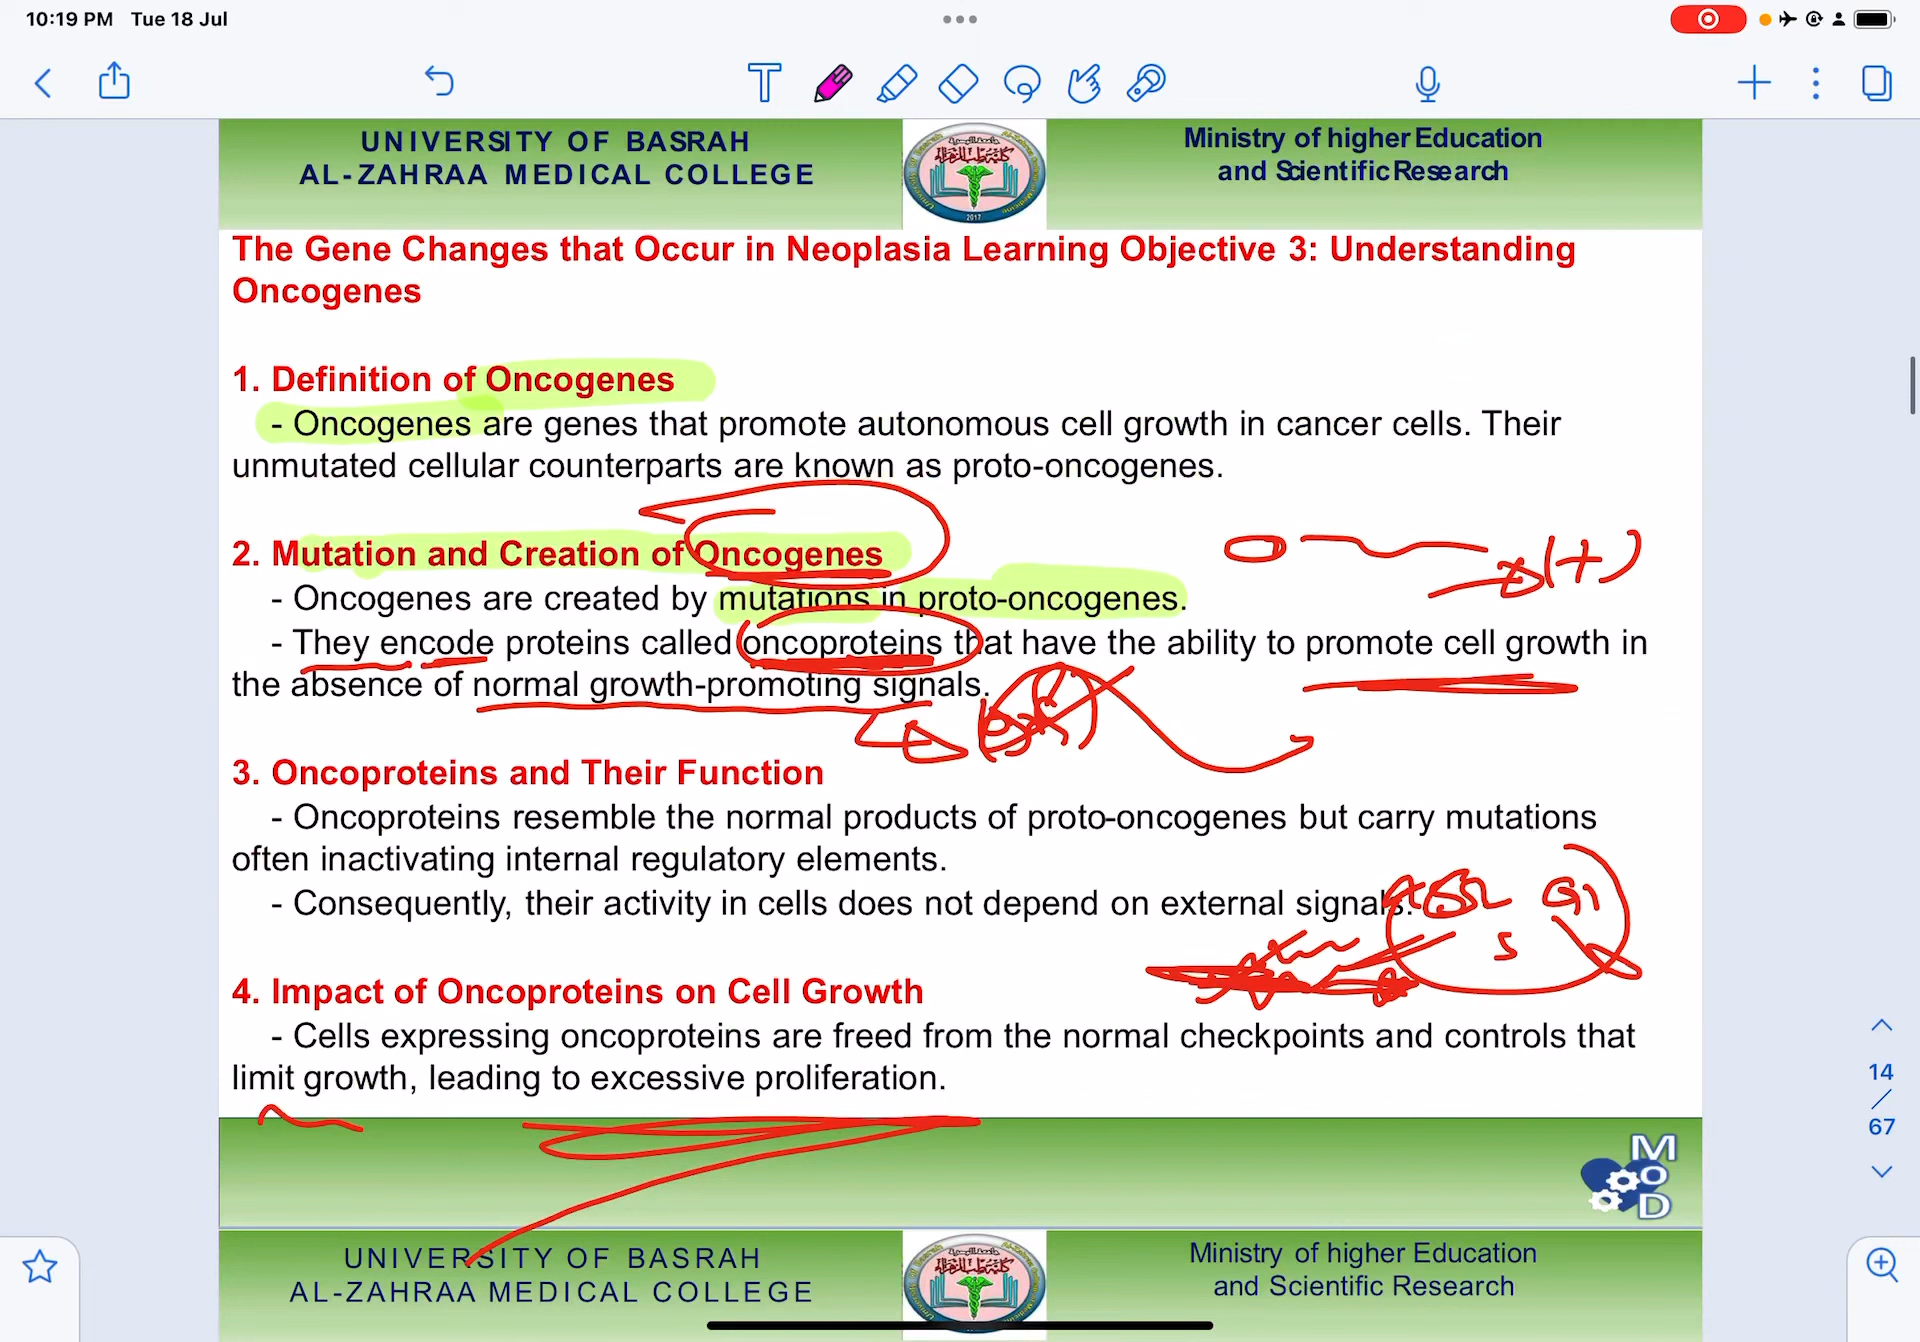 10:19 PM Tue 18 Jul
UNIVERSITY OF BASRAH
AL-ZAHRAA MEDICAL COLLEGE
Ministry of higher Education
and Scientific Research
2017
The Gene Changes that Occur in Neoplasia Learning Objective 3: Understanding
Oncogenes
1. Definition of Oncogenes
- Oncogenes are genes that promote autonomous cell growth in cancer cells. Their
unmutated cellular counterparts are known as proto-oncogenes.
2. Mutation and Creation of Oncogenes
(+)
- Oncogenes are created by mutations in proto-oncogenes.
- They encode proteins called oncoproteins that have the ability to promote cell growth in
the absence of normal growth-promoting signals.
3. Oncoproteins and Their Function
- Oncoproteins resemble the normal products of proto-oncogenes but carry mutations
often inactivating internal regulatory elements.
- Consequently, their activity in cells does not depend on external signals.
G2 G1
S
4. Impact of Oncoproteins on Cell Growth
- Cells expressing oncoproteins are freed from the normal checkpoints and controls that
limit growth, leading to excessive proliferation.
14
/
67
MOD
UNIVERSITY OF BASRAH
AL-ZAHRAA MEDICAL COLLEGE
Ministry of higher Education
and Scientific Research